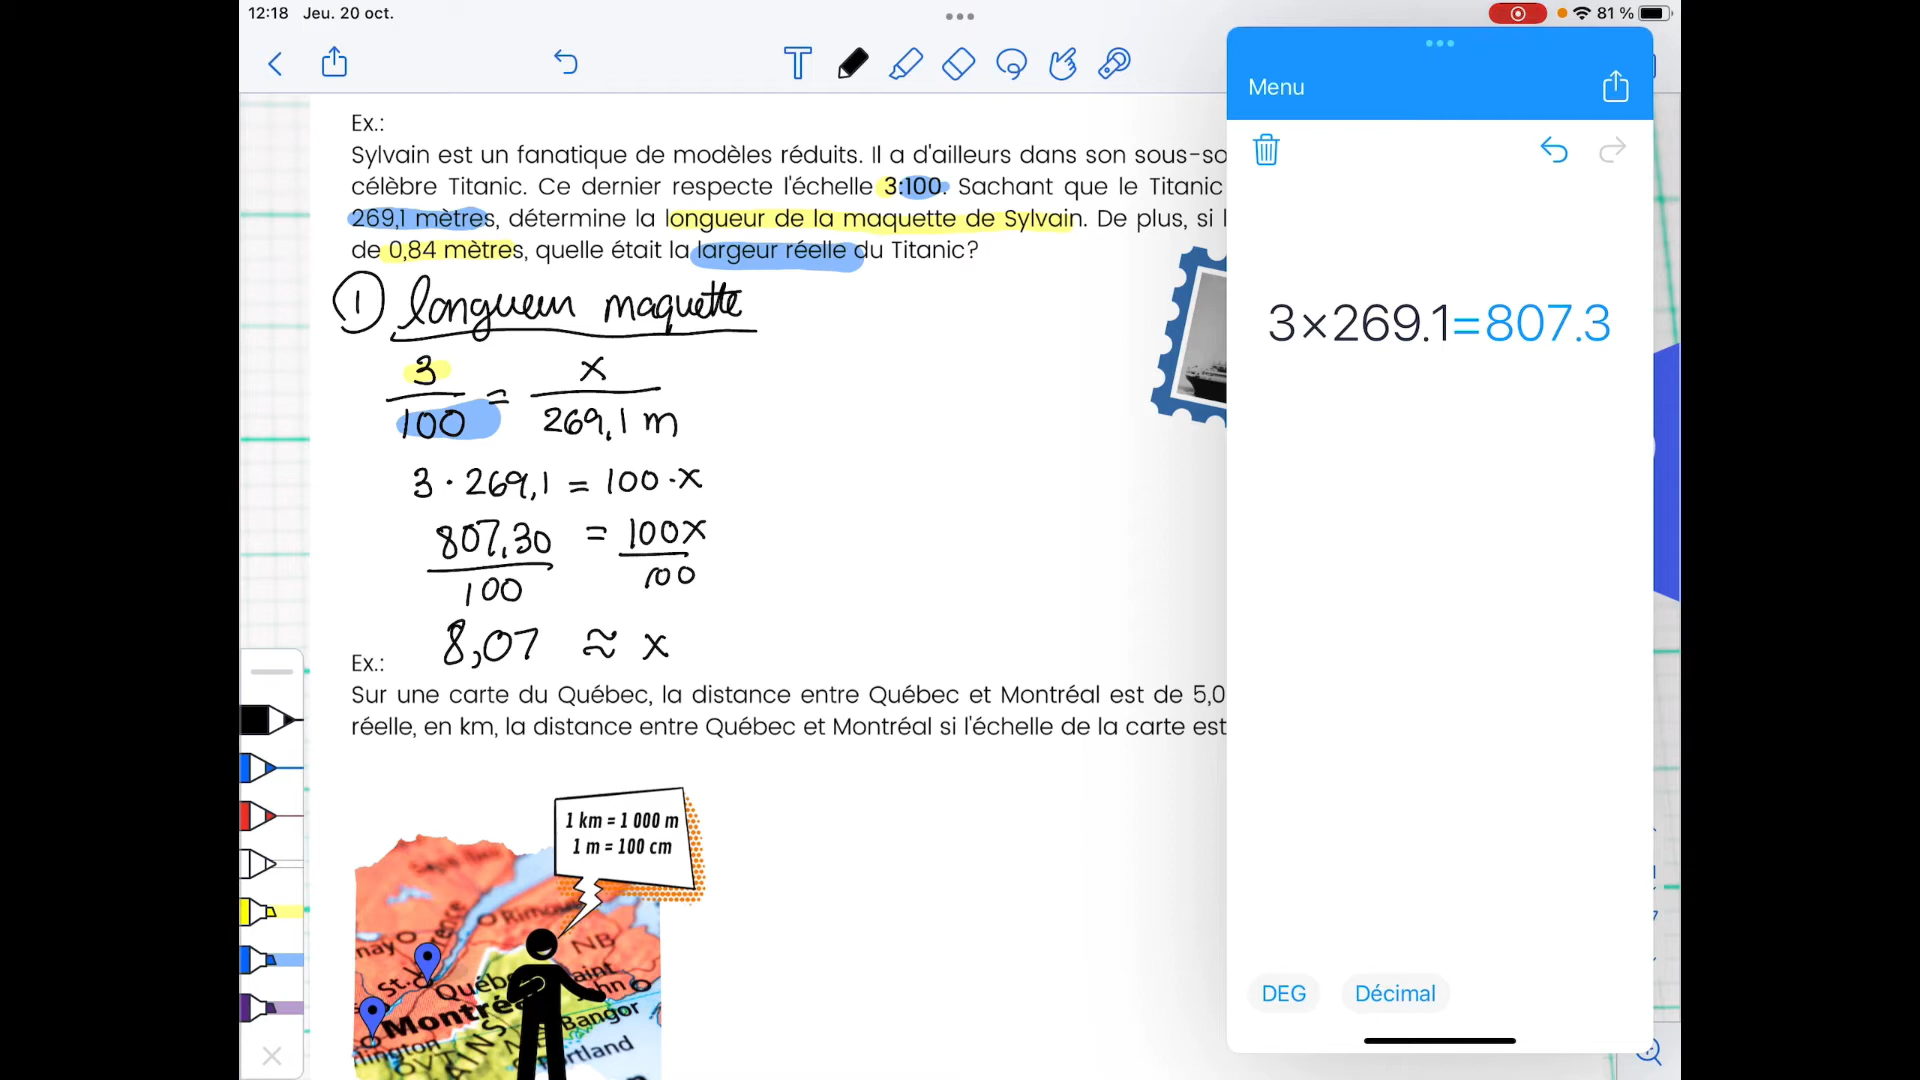 12:18 Jeu. 20 oct.
81 %
Menu
Ex.:
Sylvain est un fanatique de modèles réduits. Il a d'ailleurs dans son sous-so
célèbre Titanic. Ce dernier respecte l'échelle 3:100. Sachant que le Titanic
269,1 mètres, détermine la longueur de la maquette de Sylvain. De plus, si l
de 0,84 mètres, quelle était la largeur réelle du Titanic?
① longueur maquette
3 x
100 = 269,1 m
3 · 269,1 = 100 · x
807,30 = 100x
100 100
8,07 ≈ x
3×269.1=807.3
Ex.:
Sur une carte du Québec, la distance entre Québec et Montréal est de 5,0
réelle, en km, la distance entre Québec et Montréal si l'échelle de la carte est
1 km = 1 000 m
1 m = 100 cm
NB
St.
Montré
Bangor
DEG Décimal